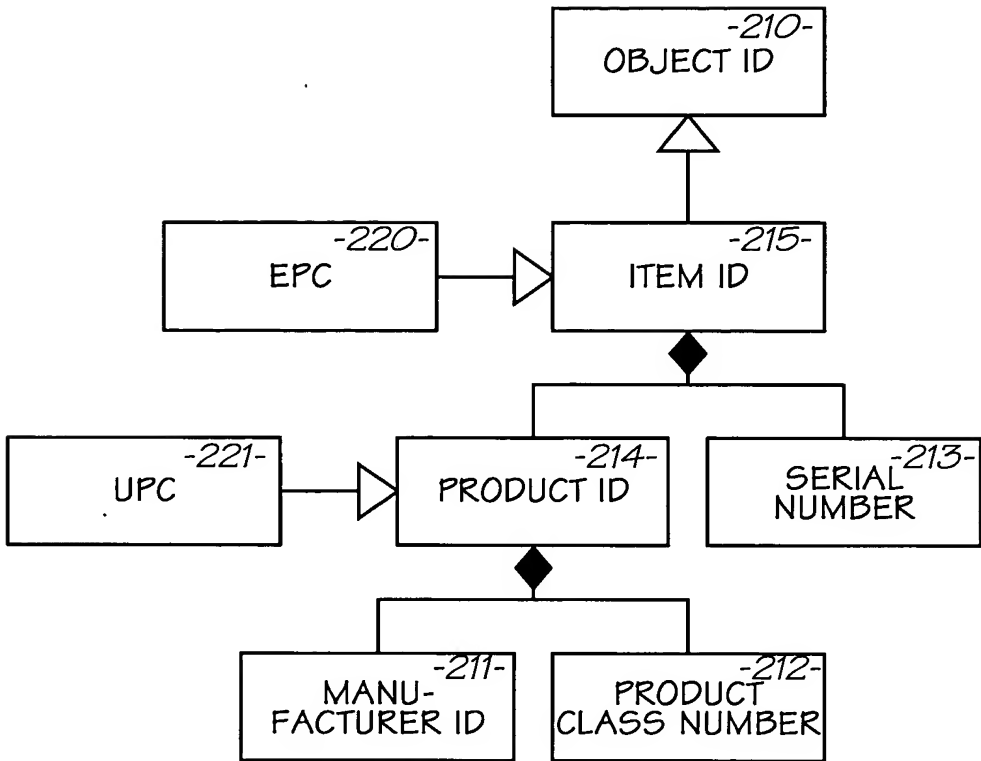 -210-
OBJECT ID
-220-
EPC
-215-
ITEM ID
-221-
UPC
-214-
PRODUCT ID
-213-
SERIAL
NUMBER
-211-
MANU-
FACTURER ID
-212-
PRODUCT
CLASS NUMBER